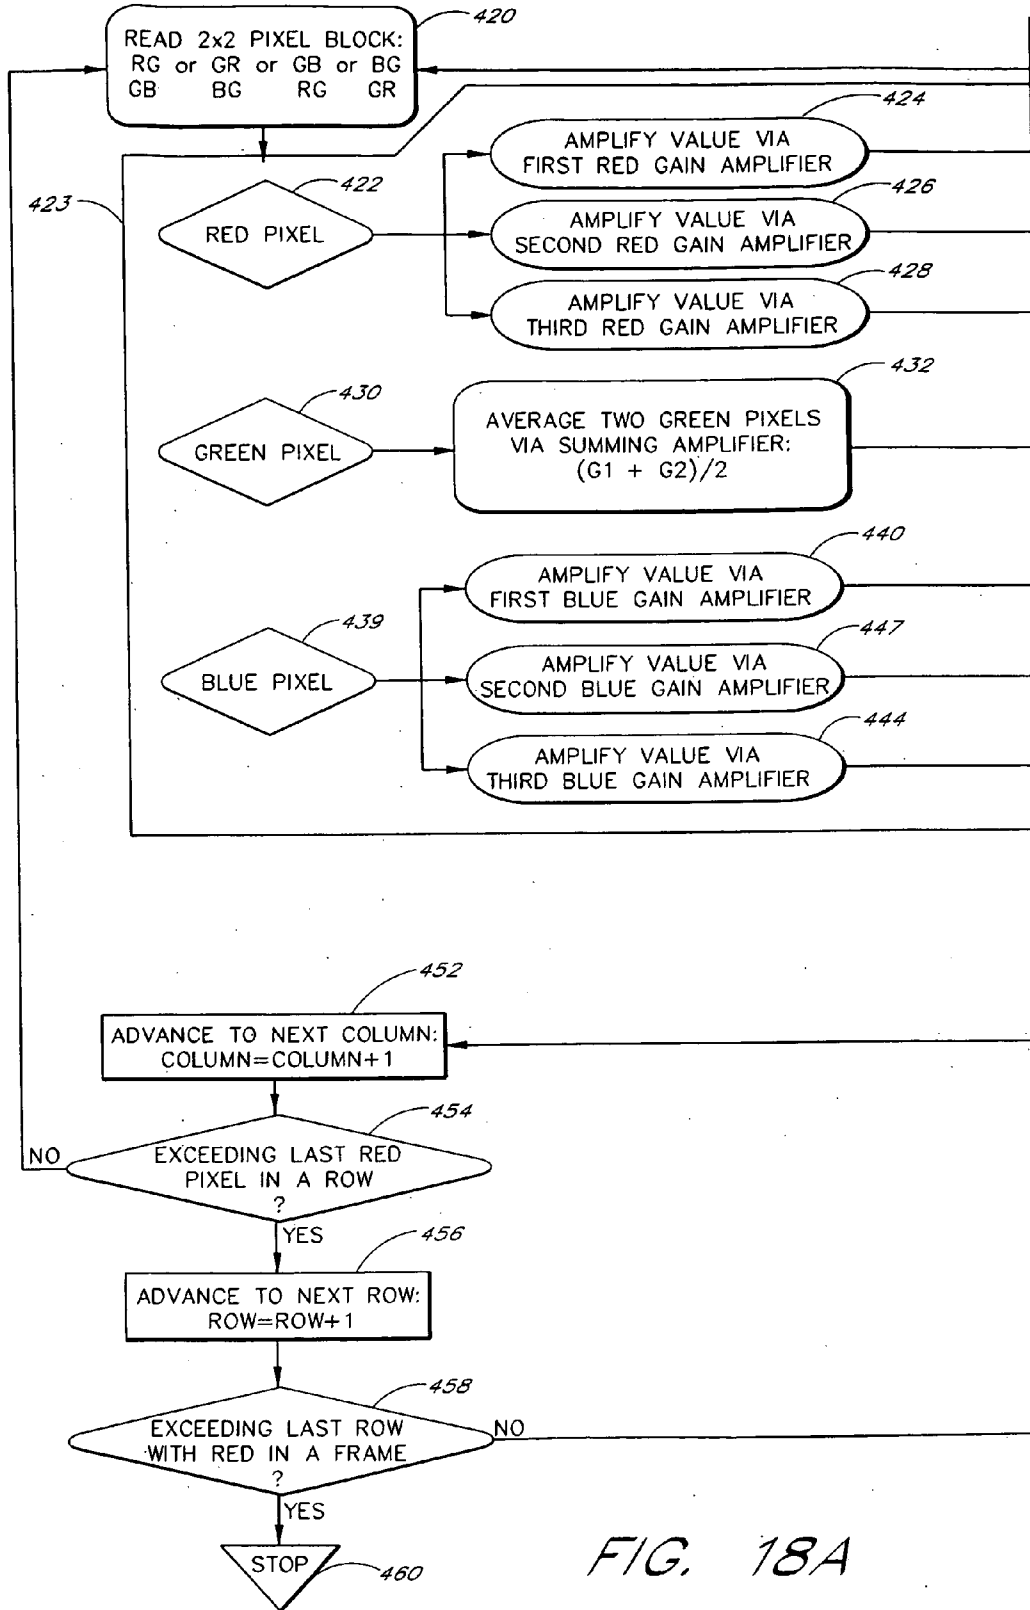 420
READ 2x2 PIXEL BLOCK:
RG or GR or GB or BG
GB BG RG GR
424
AMPLIFY VALUE VIA
FIRST RED GAIN AMPLIFIER
422
423
RED PIXEL
426
AMPLIFY VALUE VIA
SECOND RED GAIN AMPLIFIER
428
AMPLIFY VALUE VIA
THIRD RED GAIN AMPLIFIER
430
GREEN PIXEL
432
AVERAGE TWO GREEN PIXELS
VIA SUMMING AMPLIFIER:
(G1 + G2)/2
440
AMPLIFY VALUE VIA
FIRST BLUE GAIN AMPLIFIER
439
BLUE PIXEL
447
AMPLIFY VALUE VIA
SECOND BLUE GAIN AMPLIFIER
444
AMPLIFY VALUE VIA
THIRD BLUE GAIN AMPLIFIER
452
ADVANCE TO NEXT COLUMN:
COLUMN=COLUMN+1
454
NO
EXCEEDING LAST RED
PIXEL IN A ROW
?
YES
456
ADVANCE TO NEXT ROW:
ROW=ROW+1
458
EXCEEDING LAST ROW
WITH RED IN A FRAME
?
NO
YES
STOP
460
FIG. 18A